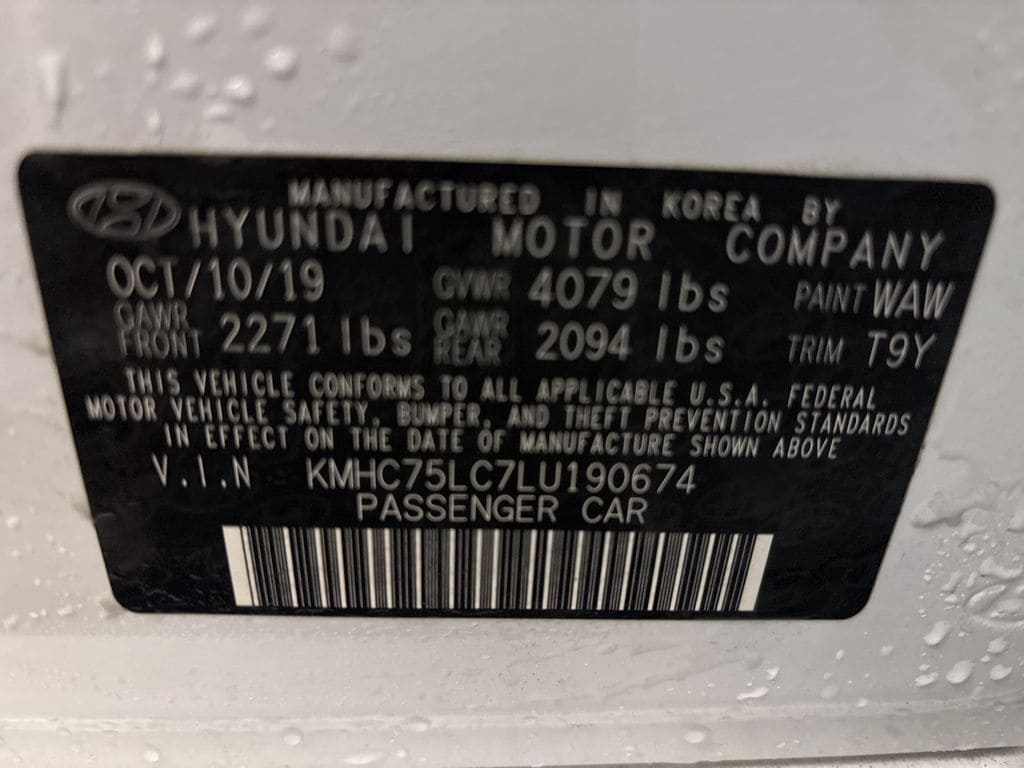 MANUFACTURED IN KOREA BY
HYUNDAI MOTOR COMPANY
OCT/10/19 GVWR 4079 lbs PAINT WAW
GAWR FRONT 2271 lbs GAWR REAR 2094 lbs TRIM T9Y
THIS VEHICLE CONFORMS TO ALL APPLICABLE U.S.A. FEDERAL
MOTOR VEHICLE SAFETY, BUMPER, AND THEFT PREVENTION STANDARDS
IN EFFECT ON THE DATE OF MANUFACTURE SHOWN ABOVE
V.I.N KMHC75LC7LU190674
PASSENGER CAR